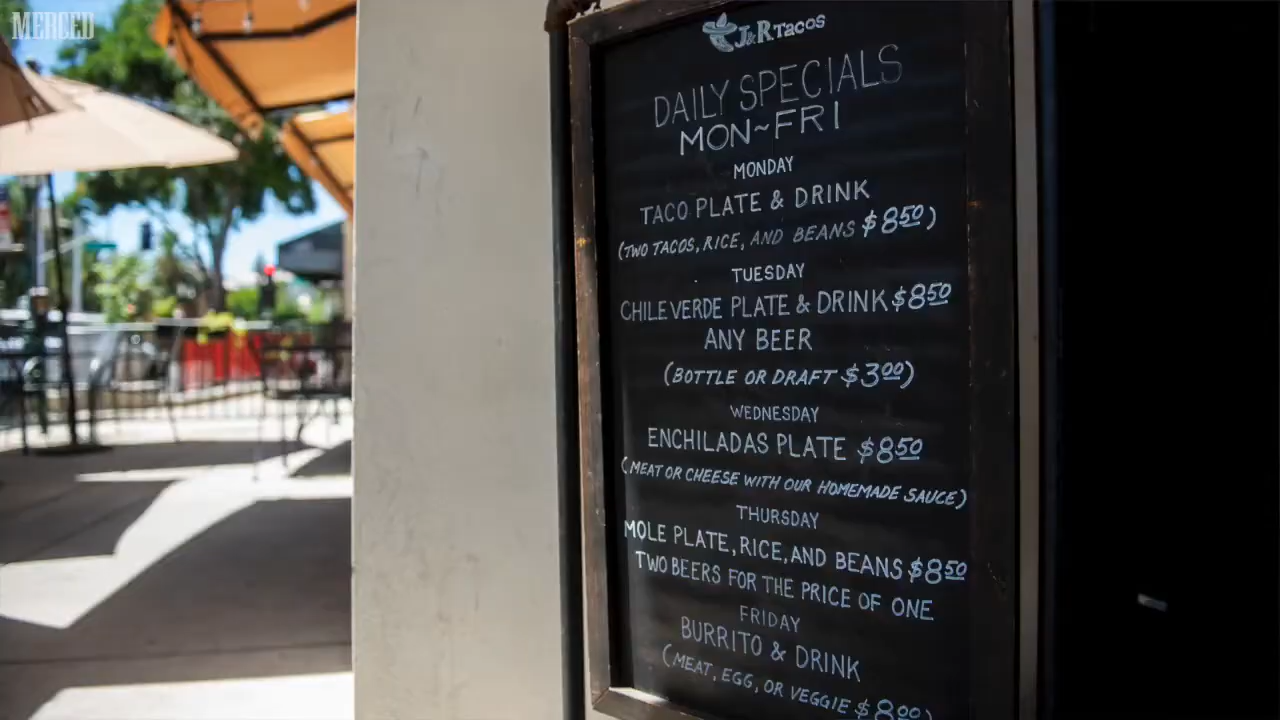 MERCED
J&R TACOS
DAILY SPECIALS
MON~FRI
MONDAY
TACO PLATE & DRINK
(TWO TACOS, RICE, AND BEANS $8.50)
TUESDAY
CHILE VERDE PLATE & DRINK $8.50
ANY BEER
(BOTTLE OR DRAFT $3.00)
WEDNESDAY
ENCHILADAS PLATE $8.50
(MEAT OR CHEESE WITH OUR HOMEMADE SAUCE)
THURSDAY
MOLE PLATE, RICE, AND BEANS $8.50
TWO BEERS FOR THE PRICE OF ONE
FRIDAY
BURRITO & DRINK
(MEAT, EGG, OR VEGGIE $8.00)